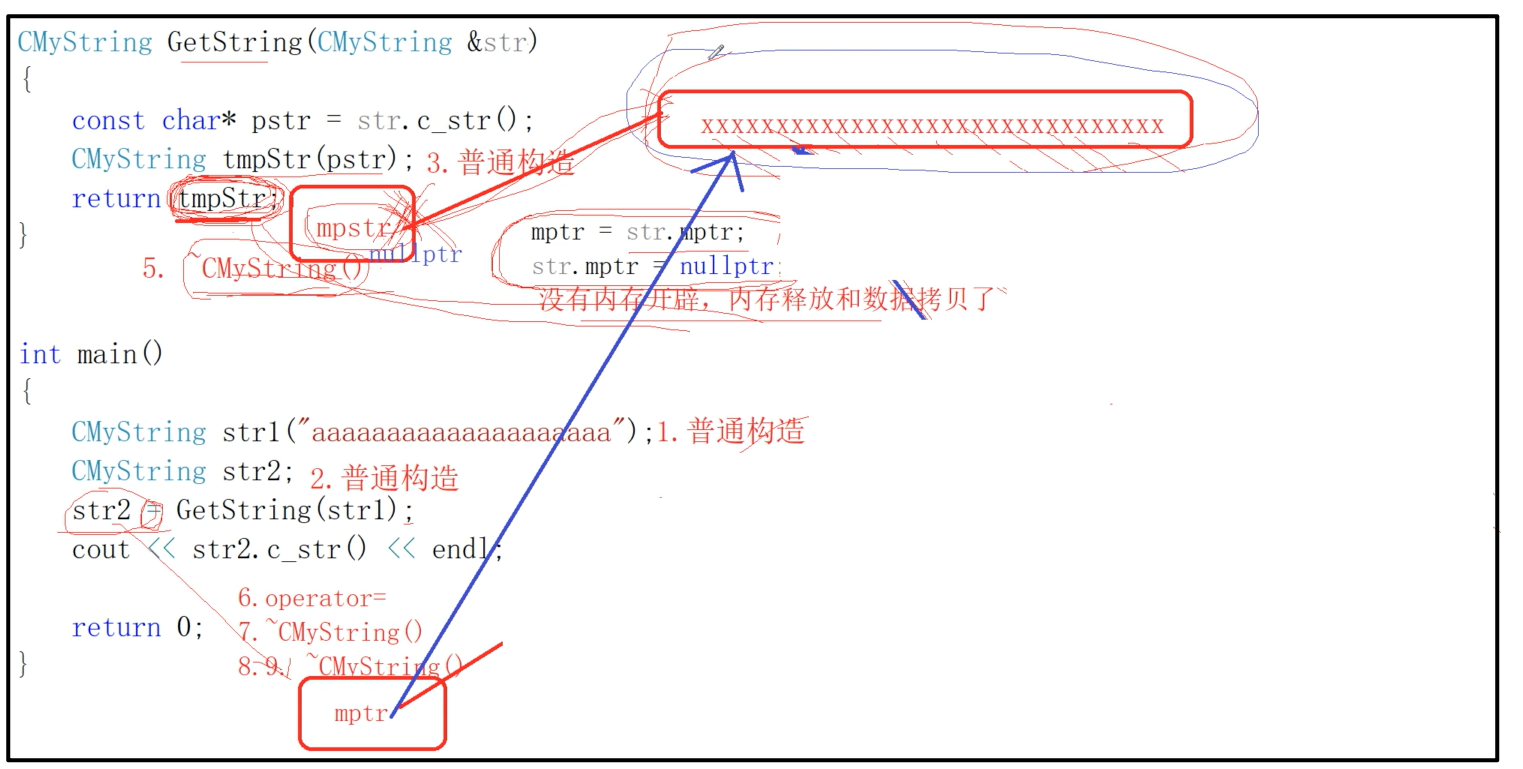 CMyString GetString(CMyString &str)
{
const char* pstr = str.c_str();
xxxxxxxxxxxxxxxxxxxxxxxxxxxxxxx
CMyString tmpStr(pstr); 3.普通构造
return tmpStr;
mpstr
}
mptr = str.mptr;
nullptr
5. ~CMyString()
str.mptr = nullptr
没有内存开辟，内存释放和数据拷贝了`
int main()
{
CMyString str1("aaaaaaaaaaaaaaaaaaaa");1.普通构造
CMyString str2; 2.普通构造
str2 = GetString(str1);
cout << str2.c_str() << endl;
6.operator=
return 0; 7.~CMyString()
} 8.9. ~CMyString()
mptr